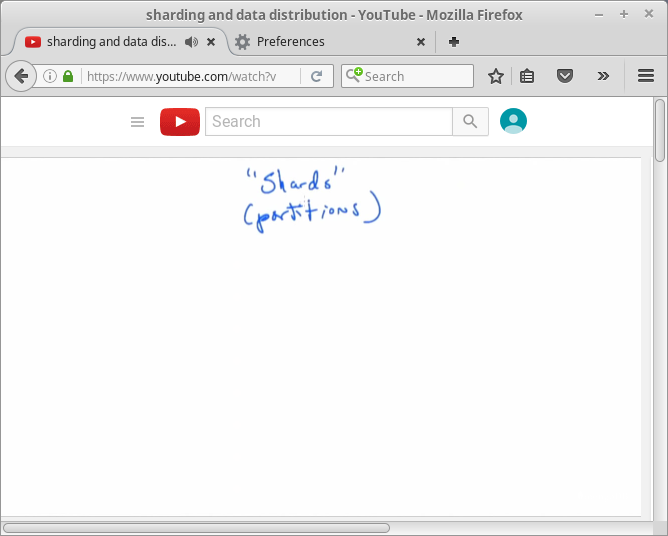 sharding and data distribution - YouTube - Mozilla Firefox
sharding and data dis...
Preferences
https://www.youtube.com/watch?v
Search
Search
"Shards"
(partitions)